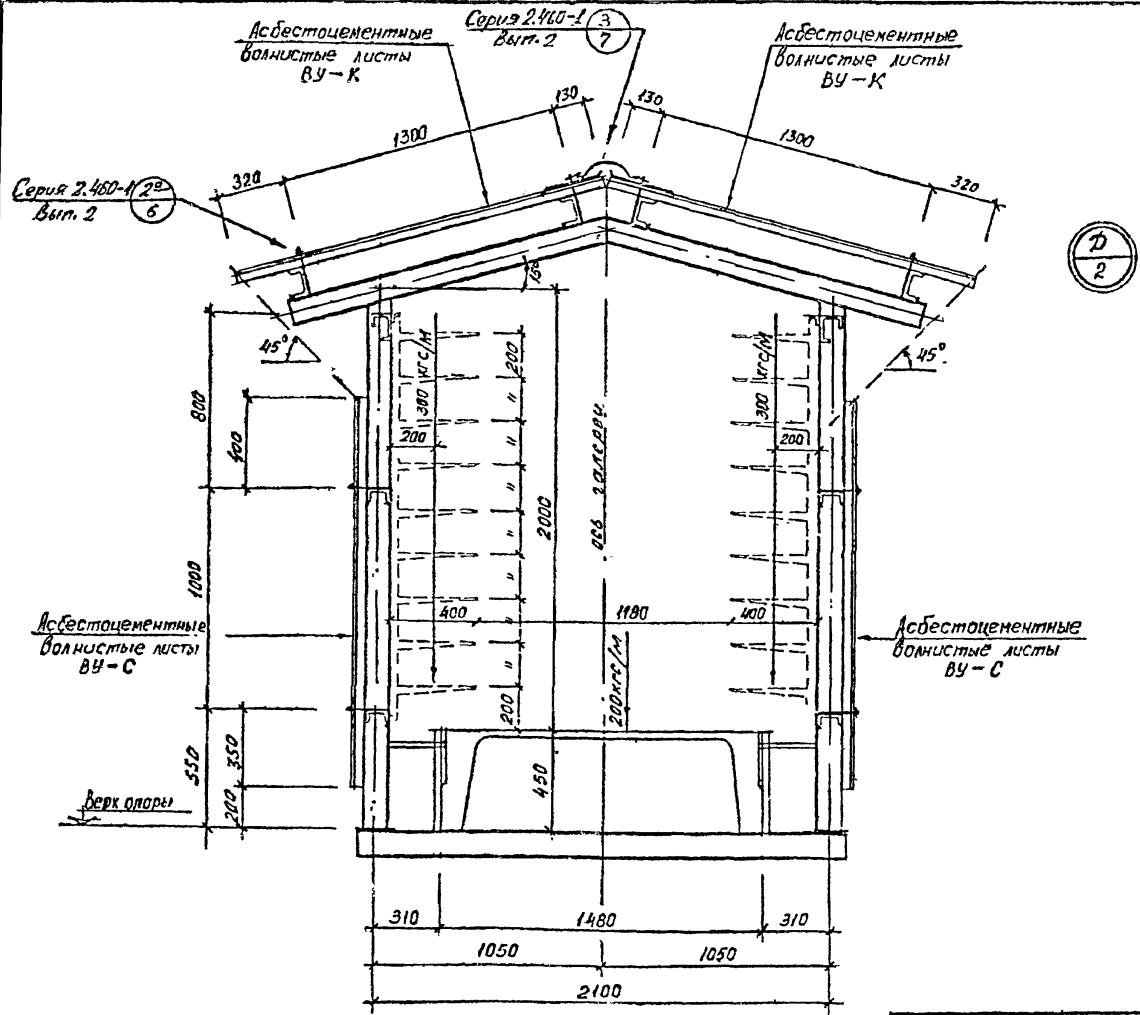 Серия 2.460-1 3
Вып. 2 7
Асбестоцементные
волнистые листы
ВУ-К
Асбестоцементные
волнистые листы
ВУ-К
130
130
1300
1300
320
320
Серия 2.460-1 2
Вып. 2 6
Д
2
15°
45°
45°
800
400
1000
550
350
200
200
"
"
"
"
"
"
"
200
300 кгс/м
300 кгс/м
200
200
2000
ось галереи
400
1180
400
Асбестоцементные
волнистые листы
ВУ-С
Асбестоцементные
волнистые листы
ВУ-С
200 кгс/м
450
Верх опоры
310
1480
310
1050
1050
2100